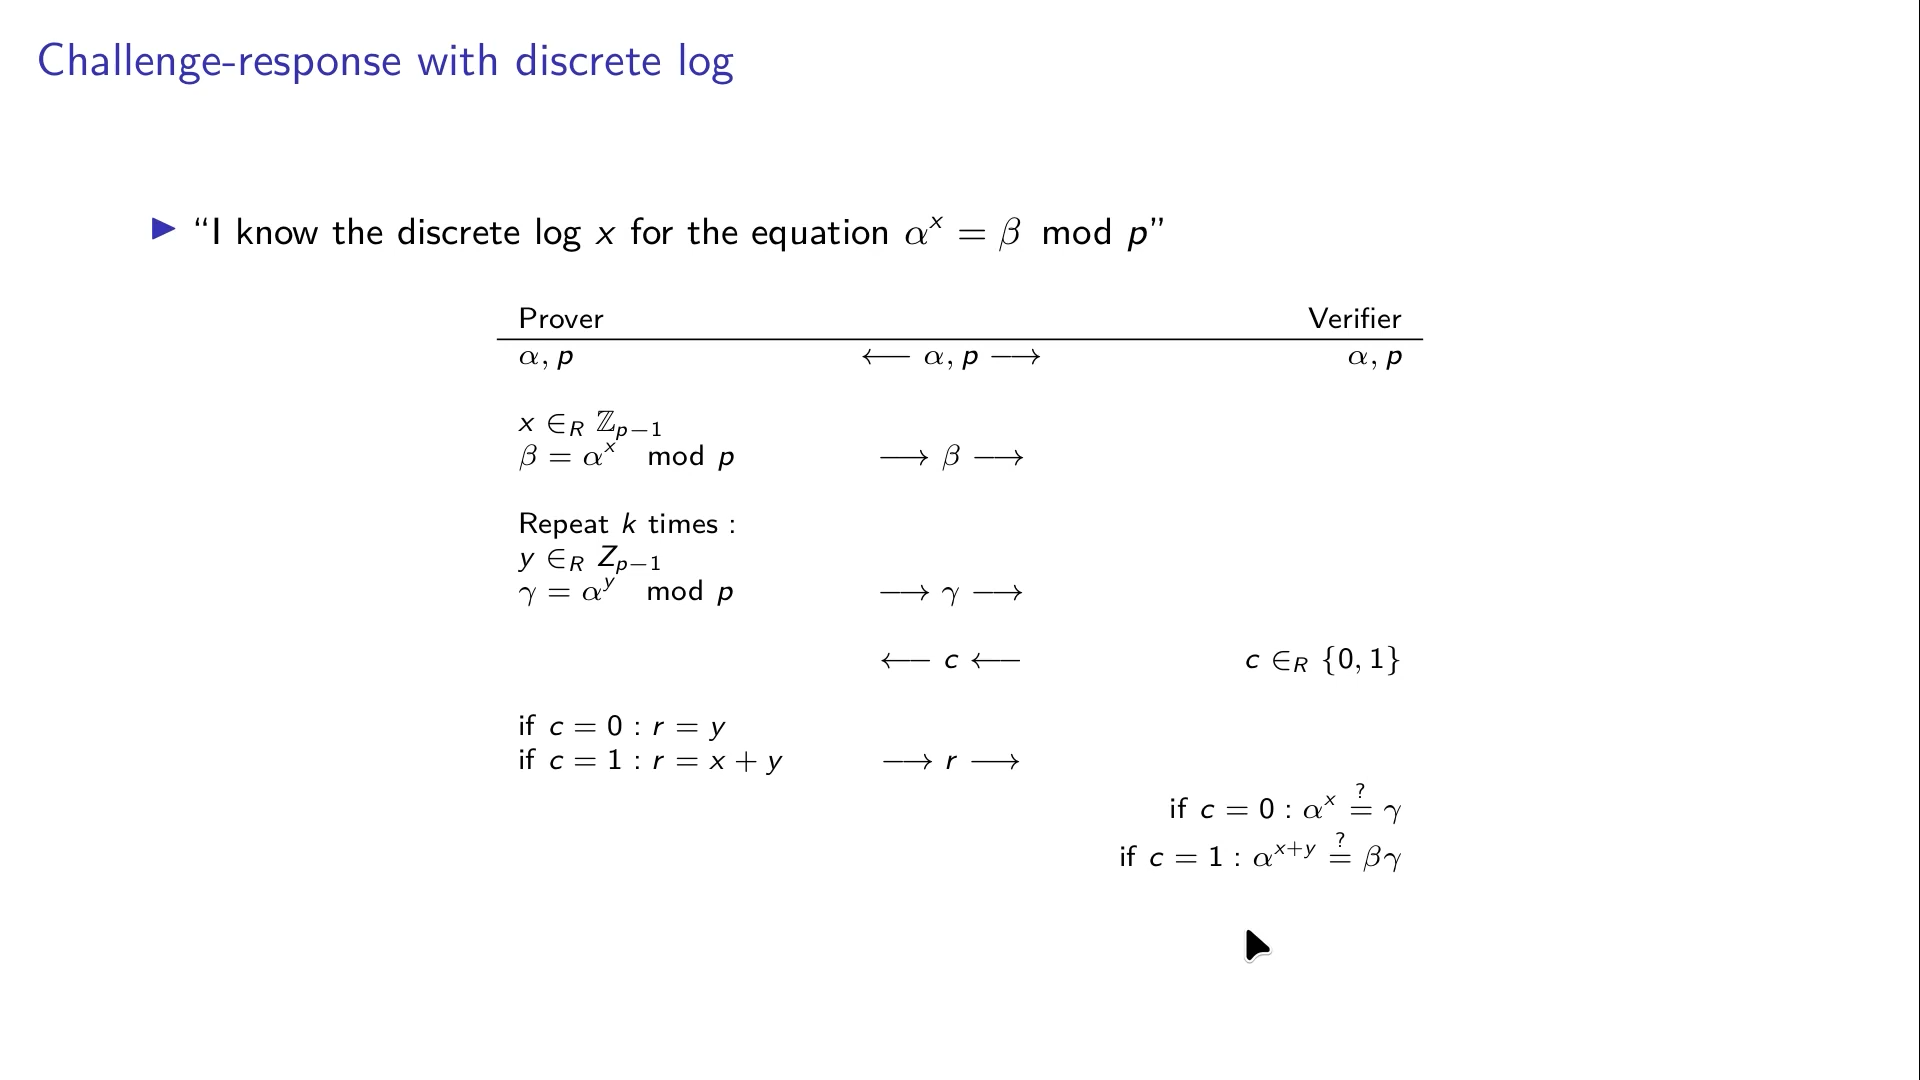 Challenge-response with discrete log
▶ “I know the discrete log x for the equation αˣ = β mod p”
Prover Verifier
α, p ⟵ α, p ⟶ α, p
x ∈_R ℤ_{p−1}
β = α^x mod p ⟶ β ⟶
Repeat k times :
y ∈_R Z_{p−1}
γ = α^y mod p ⟶ γ ⟶
⟵ c ⟵ c ∈_R {0, 1}
if c = 0 : r = y
if c = 1 : r = x + y ⟶ r ⟶
if c = 0 : α^x ≟ γ
if c = 1 : α^{x+y} ≟ βγ